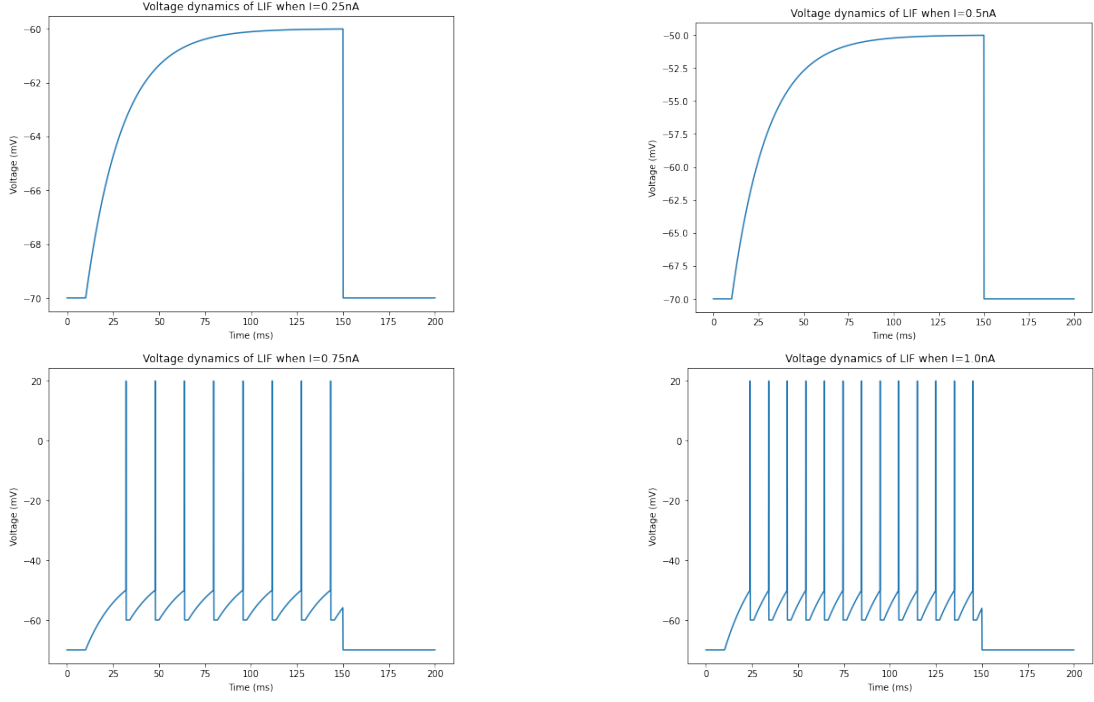 Voltage dynamics of LIF when I=0.25nA
−60
−62
−64
−66
−68
−70
Voltage (mV)
0 25 50 75 100 125 150 175 200
Time (ms)
Voltage dynamics of LIF when I=0.5nA
−50.0
−52.5
−55.0
−57.5
−60.0
−62.5
−65.0
−67.5
−70.0
Voltage (mV)
0 25 50 75 100 125 150 175 200
Time (ms)
Voltage dynamics of LIF when I=0.75nA
20
0
−20
−40
−60
Voltage (mV)
0 25 50 75 100 125 150 175 200
Time (ms)
Voltage dynamics of LIF when I=1.0nA
20
0
−20
−40
−60
Voltage (mV)
0 25 50 75 100 125 150 175 200
Time (ms)